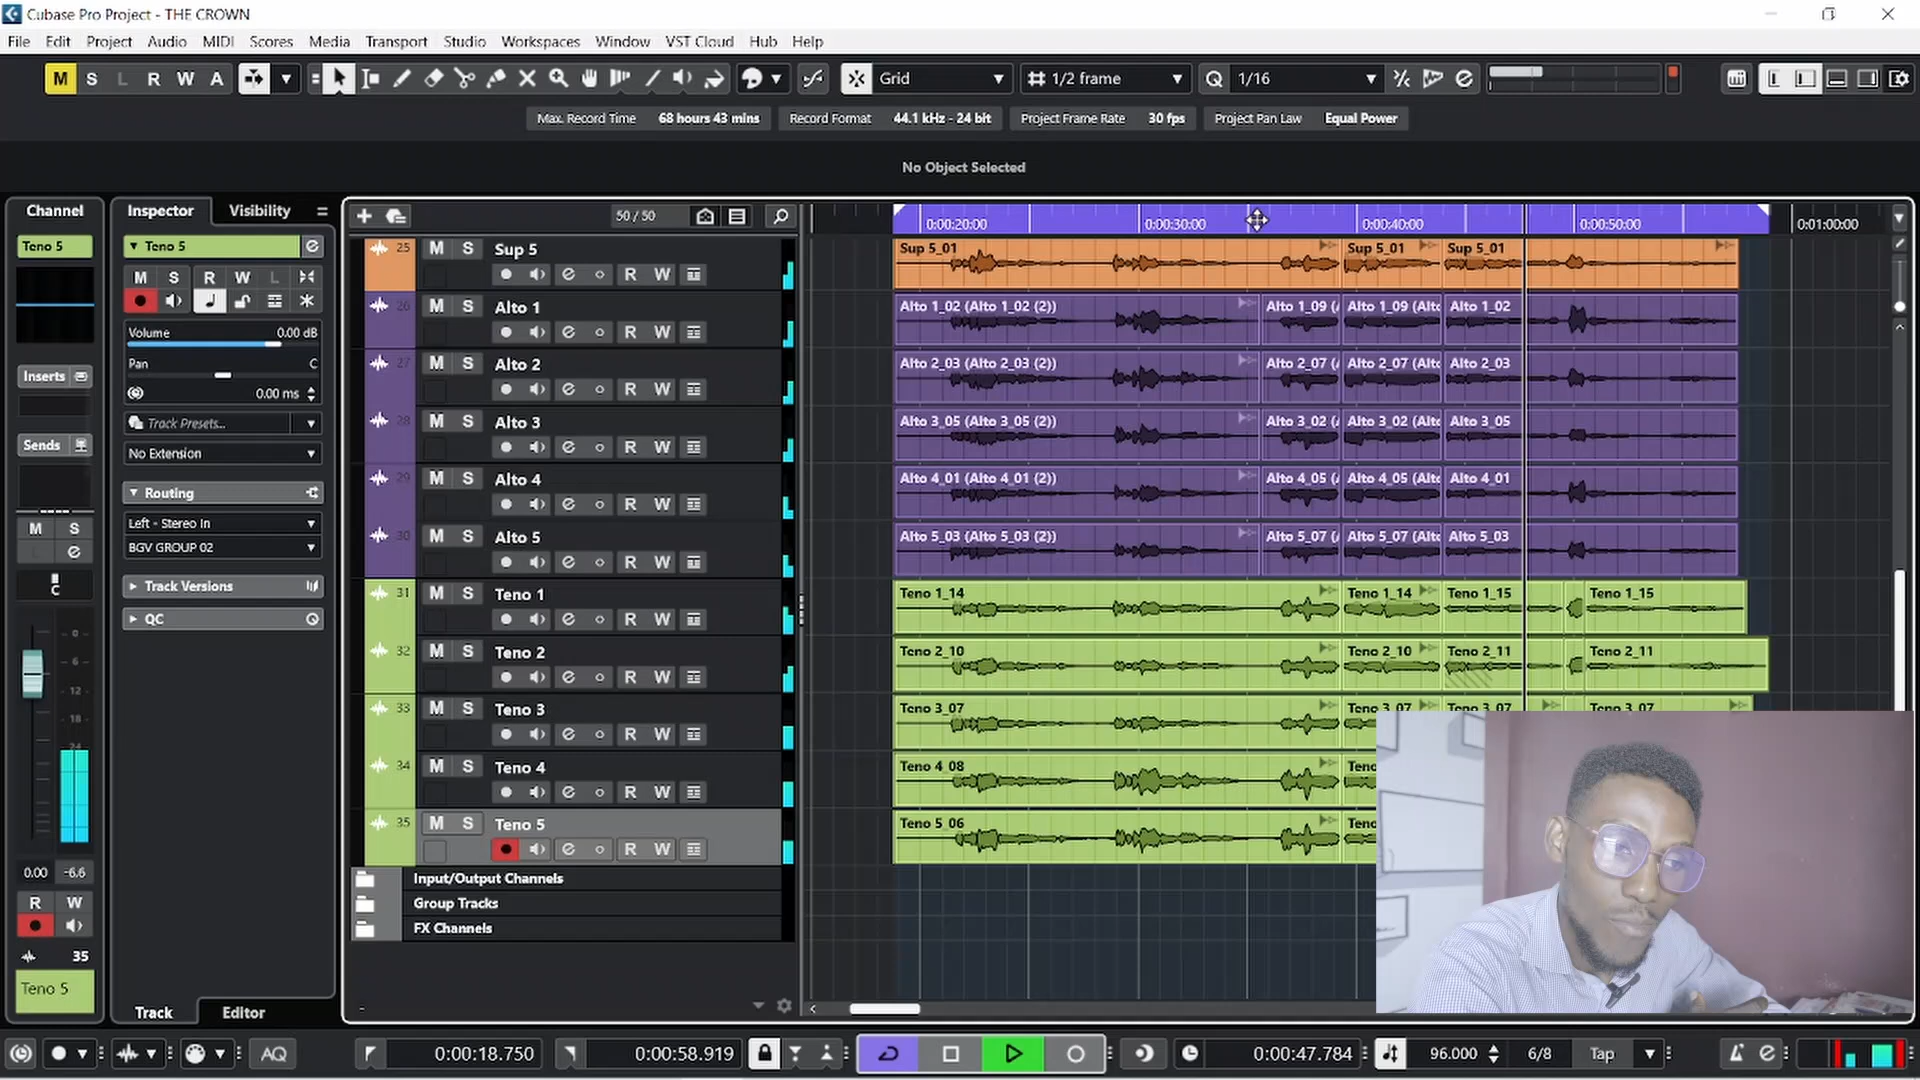 Cubase Pro Project - THE CROWN
File Edit Project Audio MIDI Scores Media Transport Studio Workspaces Window VST Cloud Hub Help
M S L R W A Grid 1/2 frame Q 1/16
Max. Record Time 68 hours 43 mins Record Format 44.1 kHz - 24 bit Project Frame Rate 30 fps Project Pan Law Equal Power
No Object Selected
Channel Inspector Visibility 50 / 50 0:00:20:00 0:00:30:00 0:00:40:00 0:00:50:00 0:01:00:00
Teno 5 Teno 5
M S R W L
Volume 0.00 dB
Pan C
0.00 ms
Inserts
Track Presets...
Sends
No Extension
Routing
Left - Stereo In
BGV GROUP 02
M S
Track Versions
QC
C
0
6
12
18
24
0.00 -6.6
R W
35
Teno 5
Track Editor
25 M S Sup 5
R W
Sup 5_01 Sup 5_01 Sup 5_01
26 M S Alto 1
R W
Alto 1_02 (Alto 1_02 (2)) Alto 1_09 (A Alto 1_09 (Alto Alto 1_02
27 M S Alto 2
R W
Alto 2_03 (Alto 2_03 (2)) Alto 2_07 (A Alto 2_07 (Alto Alto 2_03
28 M S Alto 3
R W
Alto 3_05 (Alto 3_05 (2)) Alto 3_02 (A Alto 3_02 (Alto Alto 3_05
29 M S Alto 4
R W
Alto 4_01 (Alto 4_01 (2)) Alto 4_05 (A Alto 4_05 (Alto Alto 4_01
30 M S Alto 5
R W
Alto 5_03 (Alto 5_03 (2)) Alto 5_07 (A Alto 5_07 (Alto Alto 5_03
31 M S Teno 1
R W
Teno 1_14 Teno 1_14 Teno 1_15 Teno 1_15
32 M S Teno 2
R W
Teno 2_10 Teno 2_10 Teno 2_11 Teno 2_11
33 M S Teno 3
R W
Teno 3_07 Teno 3_07 Teno 3_07 Teno 3_07
34 M S Teno 4
R W
Teno 4_08 Teno
35 M S Teno 5
R W
Teno 5_06 Teno
Input/Output Channels
Group Tracks
FX Channels
AQ 0:00:18.750 0:00:58.919 0:00:47.784 96.000 6/8 Tap